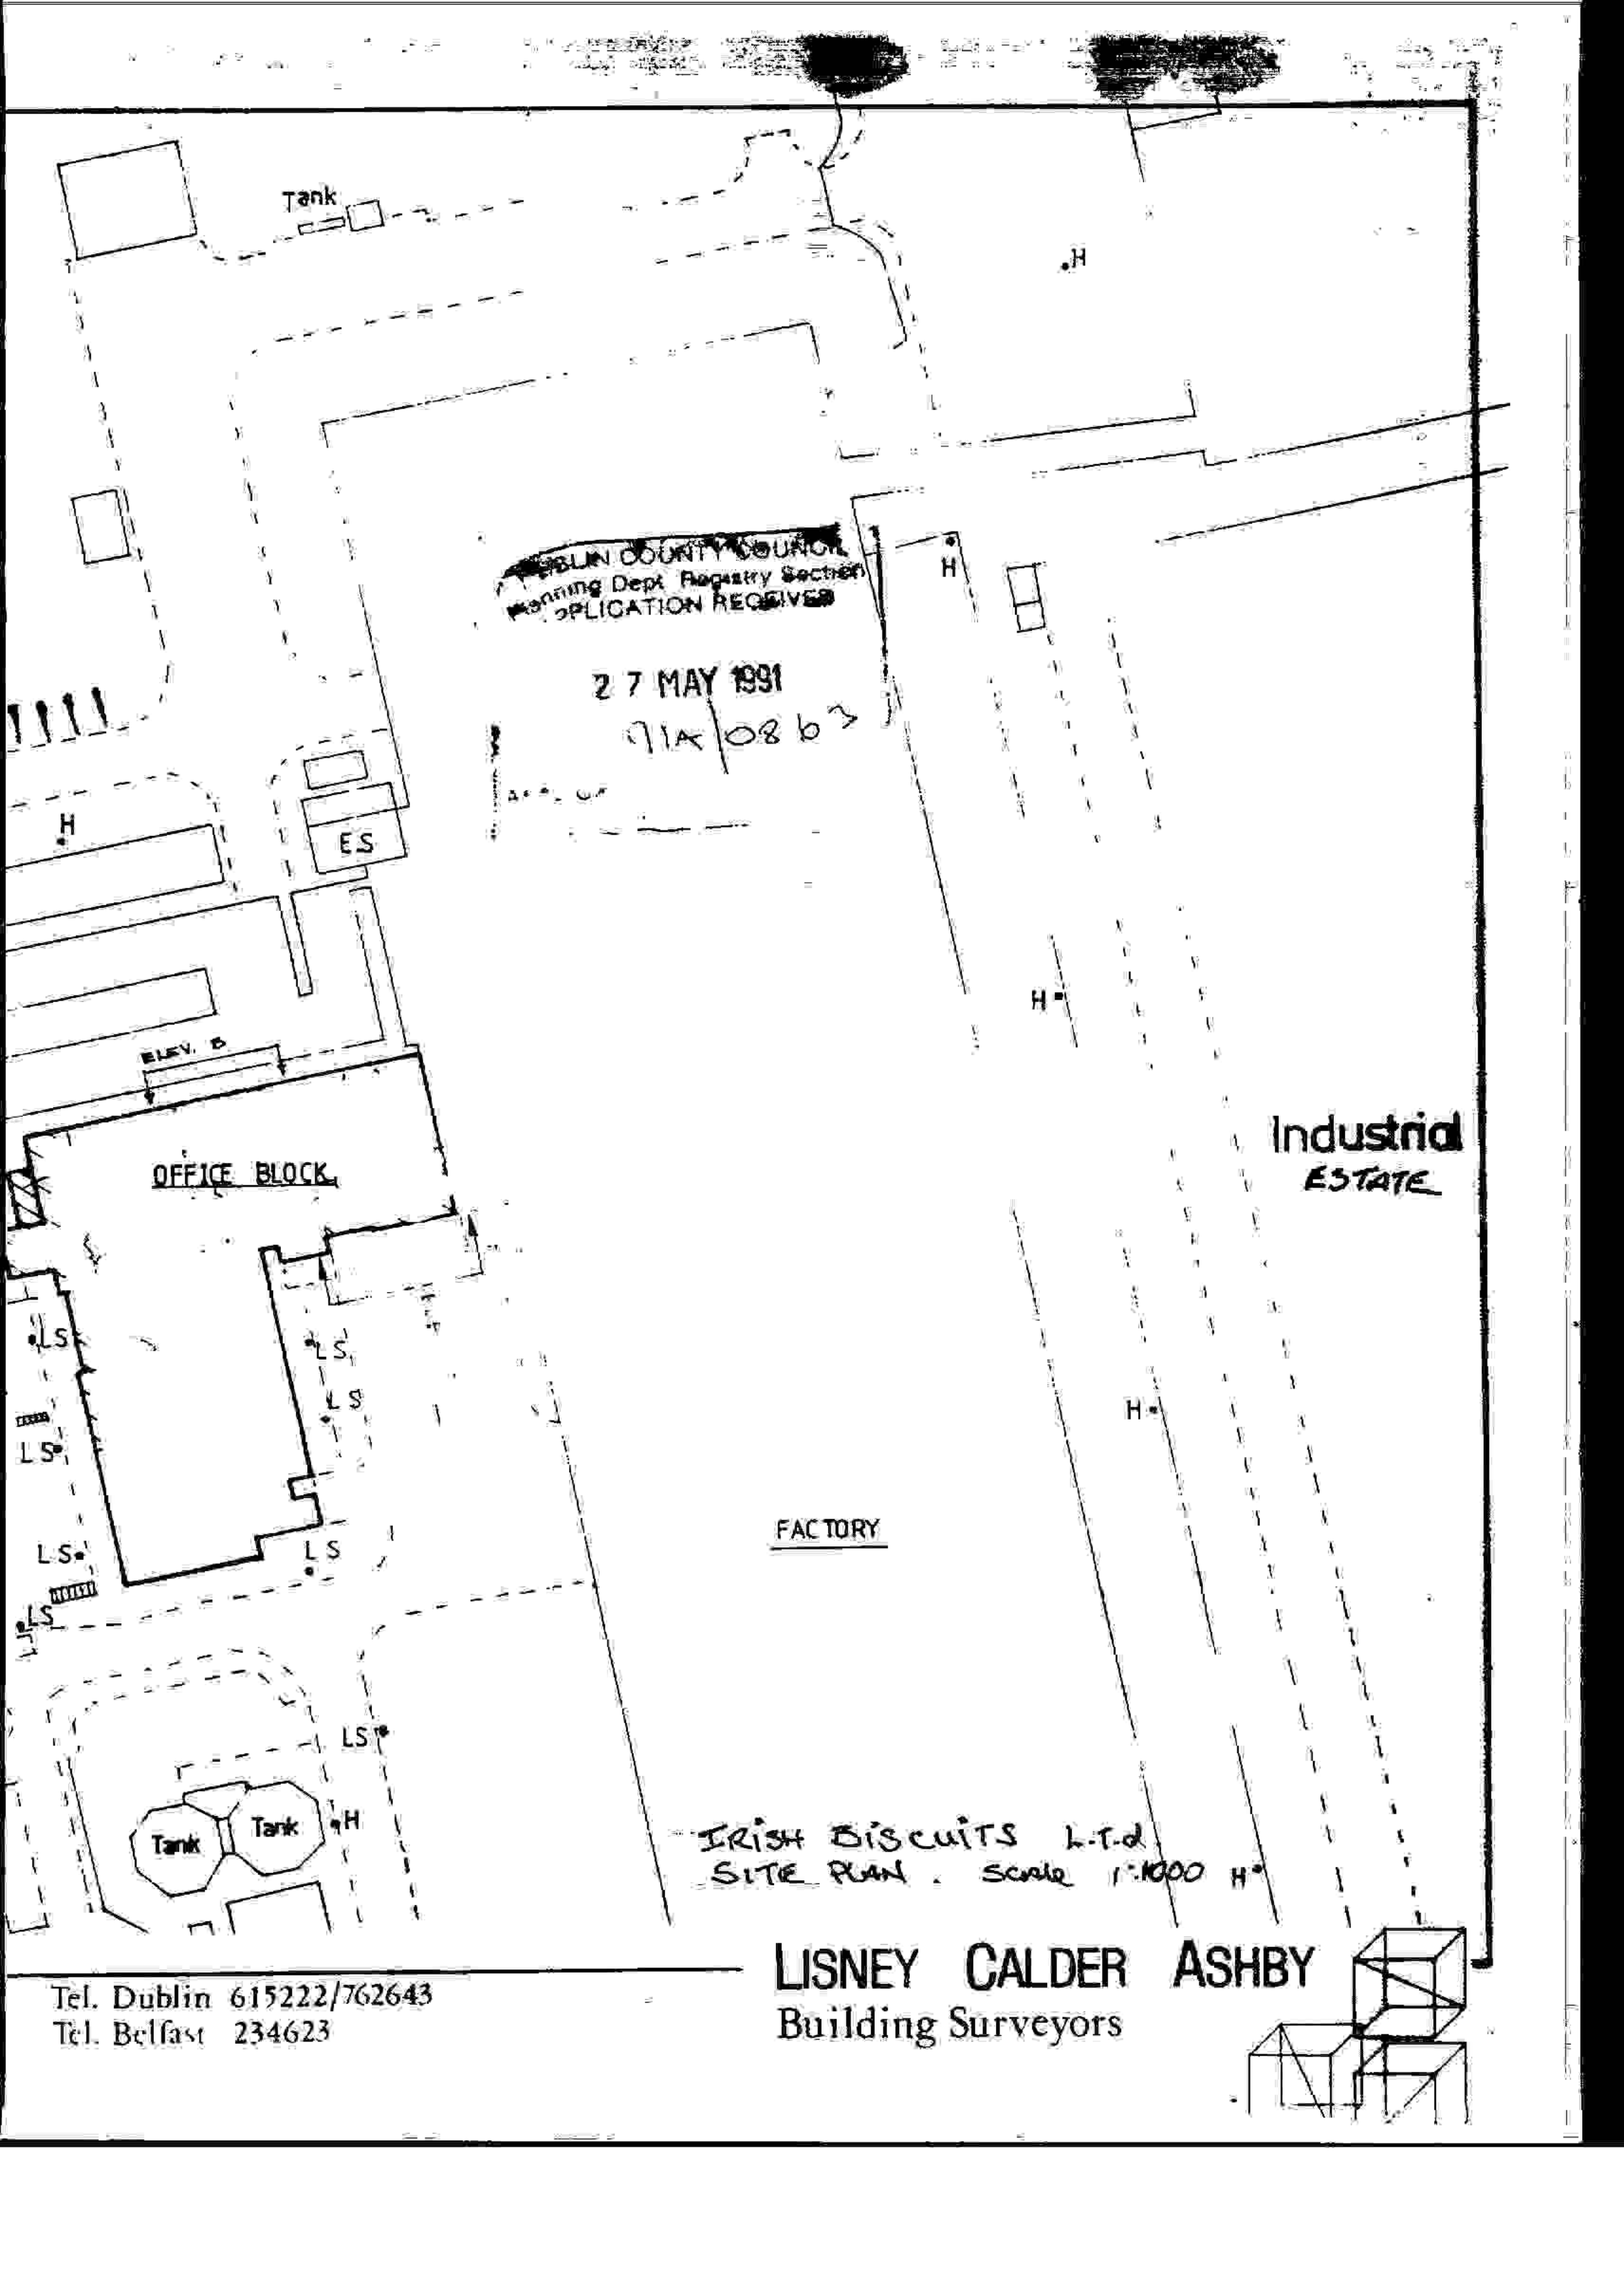 Tank
H
DUBLIN COUNTY COUNCIL
Planning Dept Registry Section
APPLICATION RECEIVED
H
27 MAY 1991
91A/0863
H
ES
H
ELEV. B
Industrial
ESTATE
OFFICE BLOCK
LS
LS
LS
H
LS
FACTORY
LS
LS
LS
LS
H
Tank
Tank
IRISH BISCUITS L.T.d
SITE PLAN. Scale 1:1000
H
LISNEY CALDER ASHBY
Building Surveyors
Tel. Dublin 615222/762643
Tel. Belfast 234623